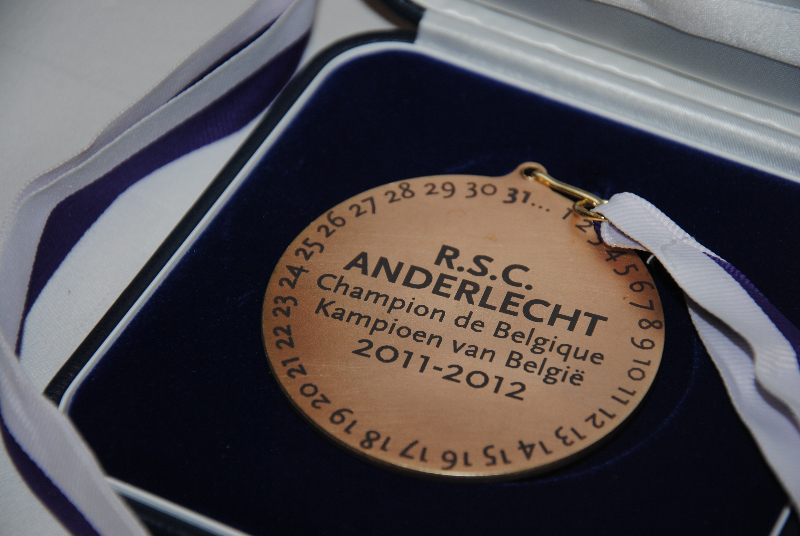 R.S.C.
ANDERLECHT
Champion de Belgique
Kampioen van België
2011-2012
1 2 3 4 5 6 7 8 9 10 11 12 13 14 15 16 17 18 19 20 21 22 23 24 25 26 27 28 29 30 31...